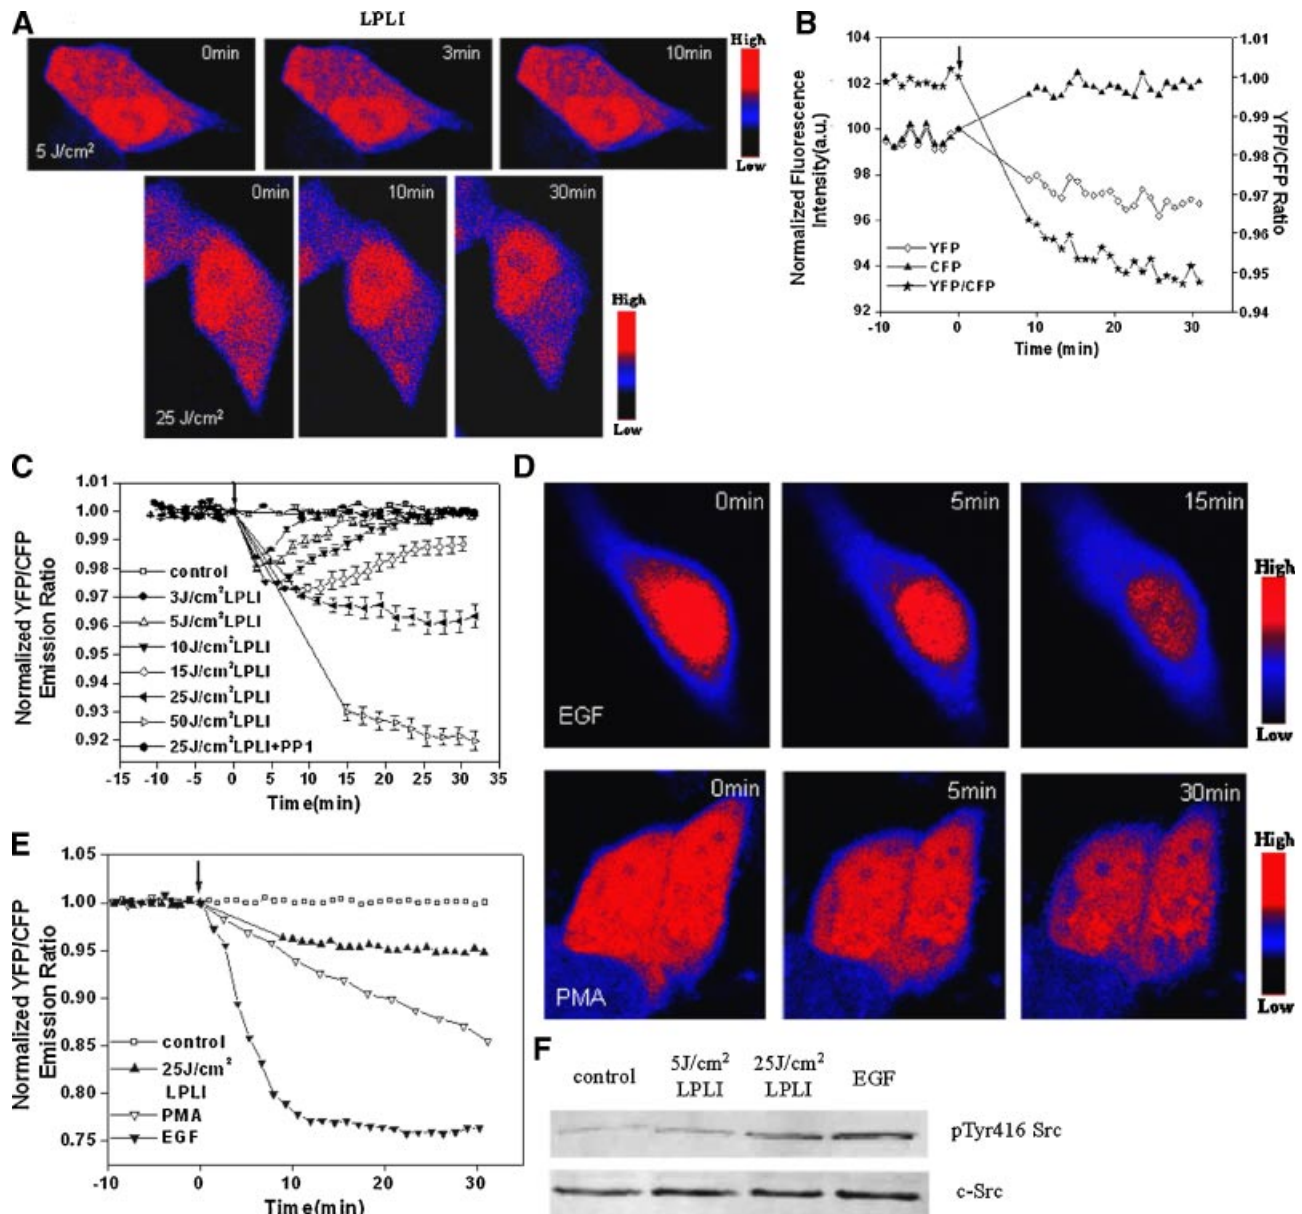 A
LPLI
0min
3min
10min
High
5 J/cm²
Low
0min
10min
30min
High
25 J/cm²
Low
B
104
102
100
98
96
94
92
1.01
1.00
0.99
0.98
0.97
0.96
0.95
0.94
Normalized Fluorescence
Intensity(a.u.)
YFP/CFP Ratio
YFP
CFP
YFP/CFP
-10
0
10
20
30
Time (min)
C
1.01
1.00
0.99
0.98
0.97
0.96
0.95
0.94
0.93
0.92
Normalized YFP/CFP
Emission Ratio
control
3J/cm²LPLI
5J/cm²LPLI
10J/cm²LPLI
15J/cm²LPLI
25J/cm²LPLI
50J/cm²LPLI
25J/cm²LPLI+PP1
-15
-10
-5
0
5
10
15
20
25
30
35
Time(min)
D
0min
5min
15min
High
EGF
Low
0min
5min
30min
High
PMA
Low
E
1.05
1.00
0.95
0.90
0.85
0.80
0.75
Normalized YFP/CFP
Emission Ratio
control
25J/cm²
LPLI
PMA
EGF
-10
0
10
20
30
Time(min)
F
control
5J/cm²
LPLI
25J/cm²
LPLI
EGF
pTyr416 Src
c-Src